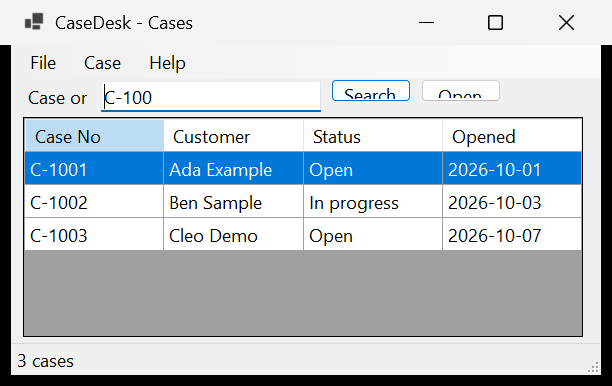 CaseDesk - Cases
File Case Help
Case or C-100 Search Open
Case No Customer Status Opened
C-1001 Ada Example Open 2026-10-01
C-1002 Ben Sample In progress 2026-10-03
C-1003 Cleo Demo Open 2026-10-07
3 cases